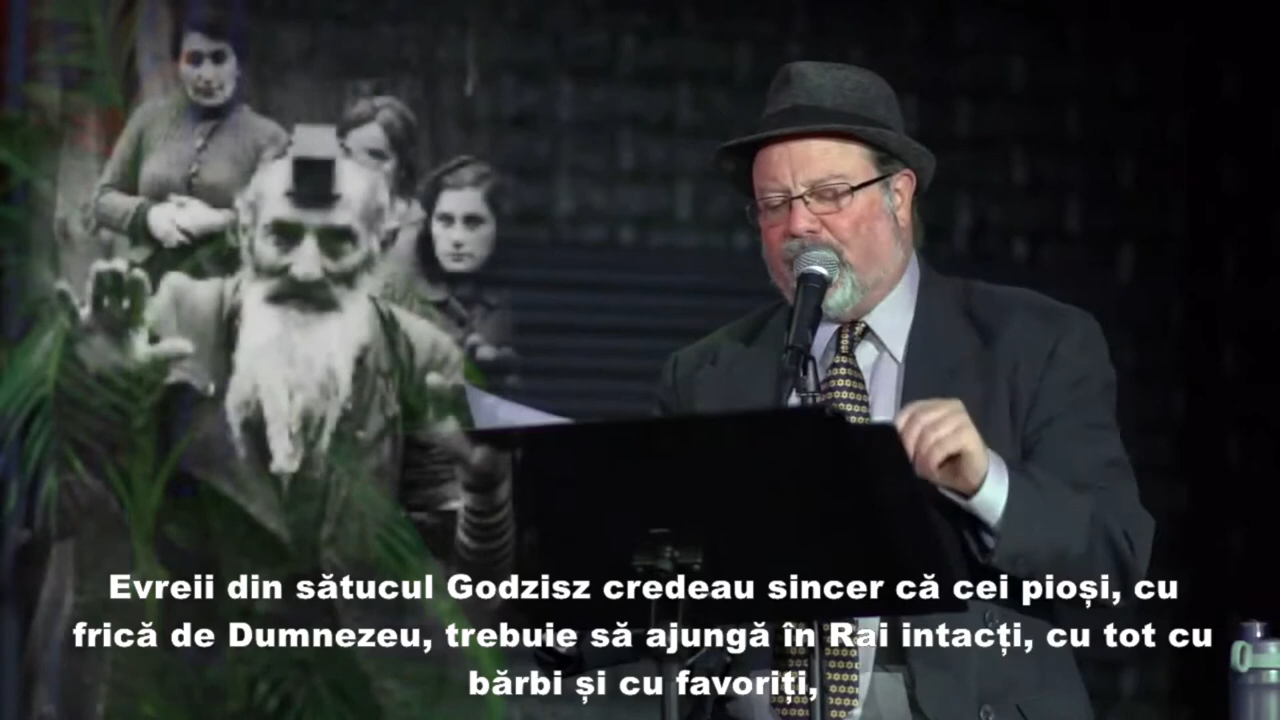 Evreii din sătucul Godzisz credeau sincer că cei pioși, cu
frică de Dumnezeu, trebuie să ajungă în Rai intacți, cu tot cu
bărbi și cu favoriți,